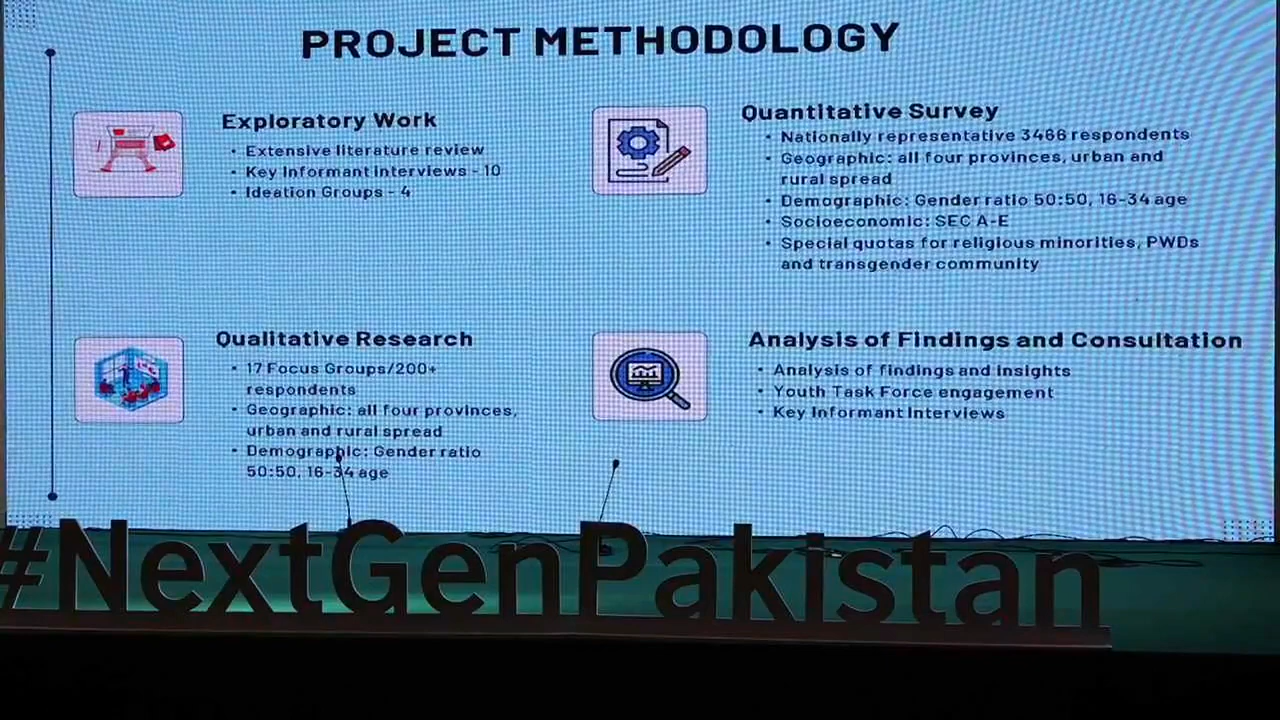 PROJECT METHODOLOGY
Exploratory Work
• Extensive literature review
• Key Informant Interviews - 10
• Ideation Groups - 4
Quantitative Survey
• Nationally representative 3466 respondents
• Geographic: all four provinces, urban and
rural spread
• Demographic: Gender ratio 50:50, 16-34 age
• Socioeconomic: SEC A-E
• Special quotas for religious minorities, PWDs
and transgender community
Qualitative Research
• 17 Focus Groups/200+
respondents
• Geographic: all four provinces,
urban and rural spread
• Demographic: Gender ratio
50:50, 16-34 age
Analysis of Findings and Consultation
• Analysis of findings and insights
• Youth Task Force engagement
• Key Informant Interviews
#NextGenPakistan